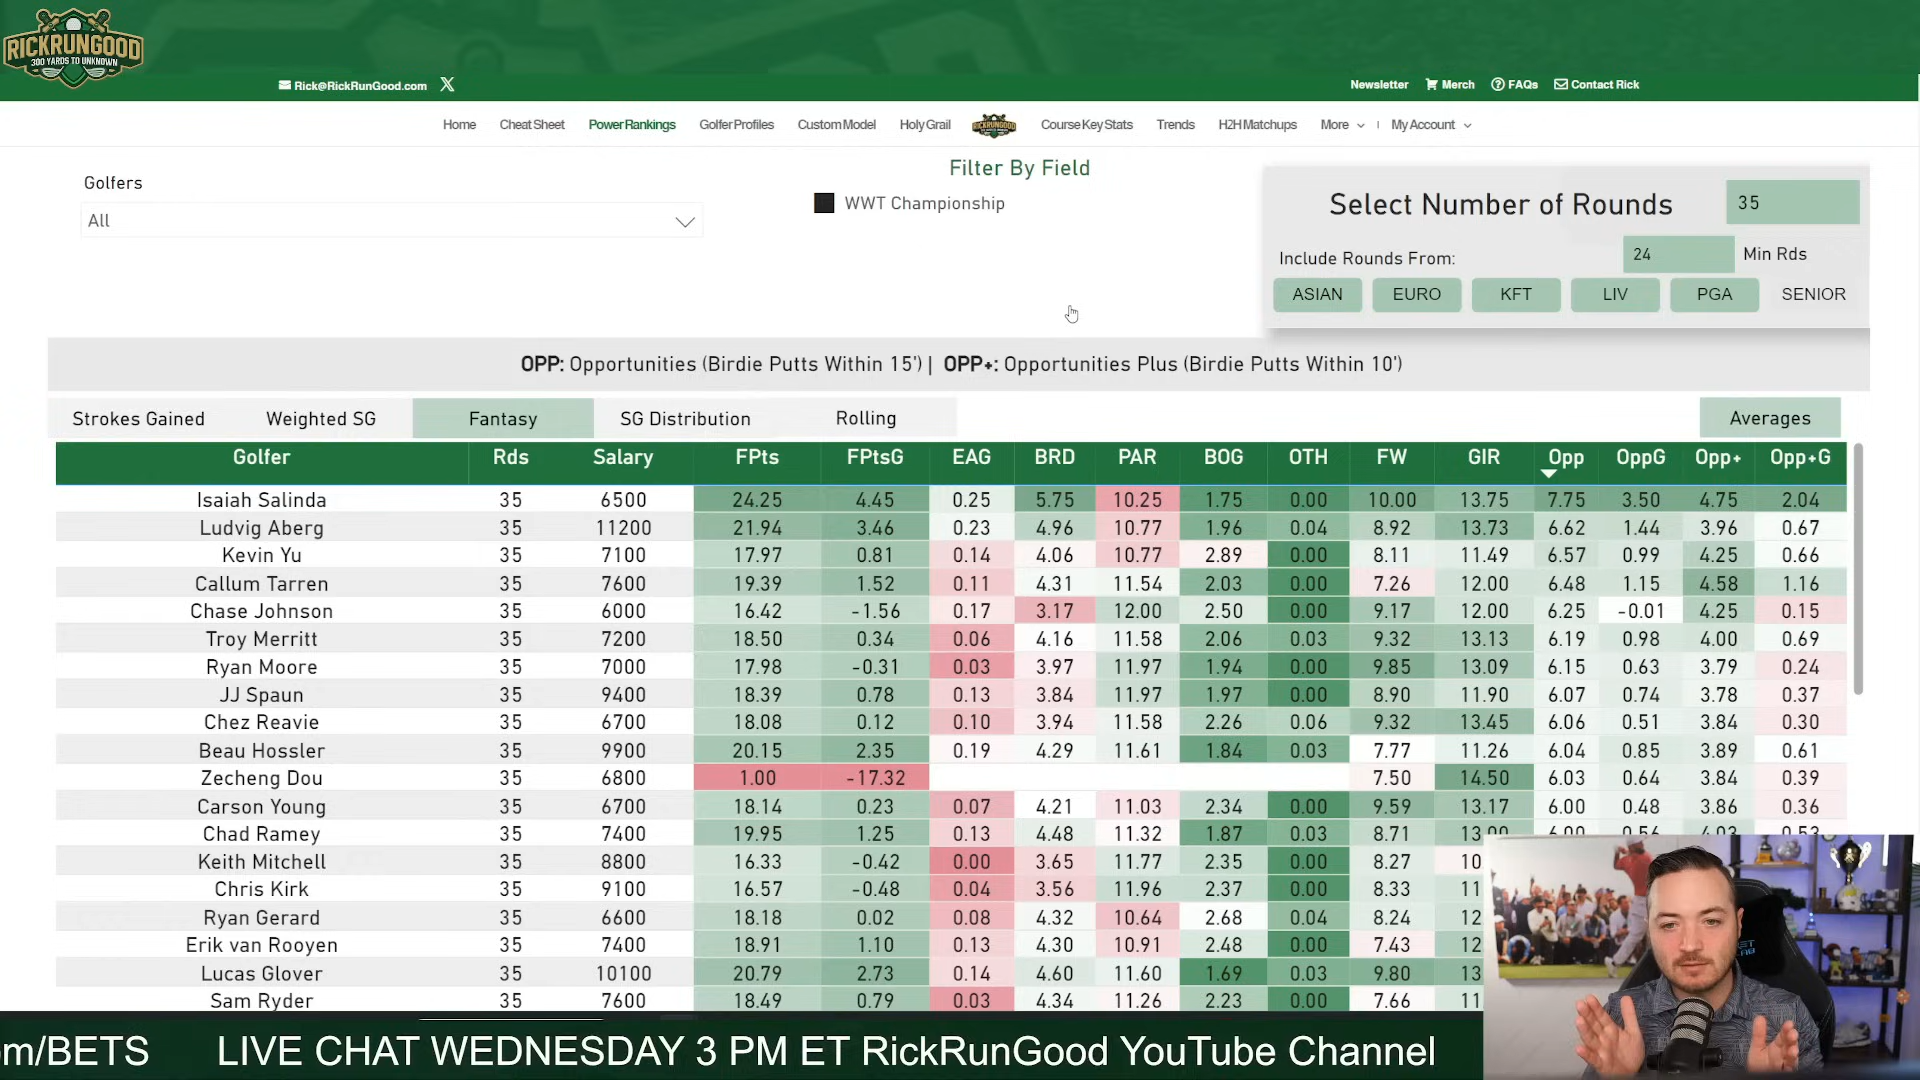 RICKRUNGOOD
300 YARDS TO UNKNOWN
Rick@RickRunGood.com
Newsletter Merch FAQs Contact Rick
Home Cheat Sheet Power Rankings Golfer Profiles Custom Model Holy Grail RICKRUNGOOD Course Key Stats Trends H2H Matchups More My Account
Filter By Field
Golfers
WWT Championship
All
Select Number of Rounds 35
24 Min Rds
Include Rounds From:
ASIAN EURO KFT LIV PGA SENIOR
OPP: Opportunities (Birdie Putts Within 15') | OPP+: Opportunities Plus (Birdie Putts Within 10')
Strokes Gained Weighted SG Fantasy SG Distribution Rolling Averages
Golfer Rds Salary FPts FPtsG EAG BRD PAR BOG OTH FW GIR Opp OppG Opp+ Opp+G
Isaiah Salinda 35 6500 24.25 4.45 0.25 5.75 10.25 1.75 0.00 10.00 13.75 7.75 3.50 4.75 2.04
Ludvig Aberg 35 11200 21.94 3.46 0.23 4.96 10.77 1.96 0.04 8.92 13.73 6.62 1.44 3.96 0.67
Kevin Yu 35 7100 17.97 0.81 0.14 4.06 10.77 2.89 0.00 8.11 11.49 6.57 0.99 4.25 0.66
Callum Tarren 35 7600 19.39 1.52 0.11 4.31 11.54 2.03 0.00 7.26 12.00 6.48 1.15 4.58 1.16
Chase Johnson 35 6000 16.42 -1.56 0.17 3.17 12.00 2.50 0.00 9.17 12.00 6.25 -0.01 4.25 0.15
Troy Merritt 35 7200 18.50 0.34 0.06 4.16 11.58 2.06 0.03 9.32 13.13 6.19 0.98 4.00 0.69
Ryan Moore 35 7000 17.98 -0.31 0.03 3.97 11.97 1.94 0.00 9.85 13.09 6.15 0.63 3.79 0.24
JJ Spaun 35 9400 18.39 0.78 0.13 3.84 11.97 1.97 0.00 8.90 11.90 6.07 0.74 3.78 0.37
Chez Reavie 35 6700 18.08 0.12 0.10 3.94 11.58 2.26 0.06 9.32 13.45 6.06 0.51 3.84 0.30
Beau Hossler 35 9900 20.15 2.35 0.19 4.29 11.61 1.84 0.03 7.77 11.26 6.04 0.85 3.89 0.61
Zecheng Dou 35 6800 1.00 -17.32 7.50 14.50 6.03 0.64 3.84 0.39
Carson Young 35 6700 18.14 0.23 0.07 4.21 11.03 2.34 0.00 9.59 13.17 6.00 0.48 3.86 0.36
Chad Ramey 35 7400 19.95 1.25 0.13 4.48 11.32 1.87 0.03 8.71 13.00 6.00 0.56 4.03 0.53
Keith Mitchell 35 8800 16.33 -0.42 0.00 3.65 11.77 2.35 0.00 8.27 10
Chris Kirk 35 9100 16.57 -0.48 0.04 3.56 11.96 2.37 0.00 8.33 11
Ryan Gerard 35 6600 18.18 0.02 0.08 4.32 10.64 2.68 0.04 8.24 12
Erik van Rooyen 35 7400 18.91 1.10 0.13 4.30 10.91 2.48 0.00 7.43 12
Lucas Glover 35 10100 20.79 2.73 0.14 4.60 11.60 1.69 0.03 9.80 13
Sam Ryder 35 7600 18.49 0.79 0.03 4.34 11.26 2.23 0.00 7.66 11
om/BETS LIVE CHAT WEDNESDAY 3 PM ET RickRunGood YouTube Channel